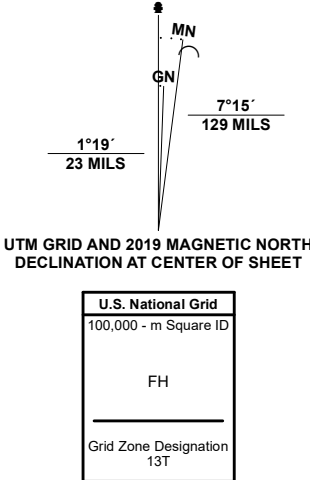 MN
GN
7°15´
129 MILS
1°19´
23 MILS
UTM GRID AND 2019 MAGNETIC NORTH
DECLINATION AT CENTER OF SHEET
U.S. National Grid
100,000 - m Square ID
FH
Grid Zone Designation
13T